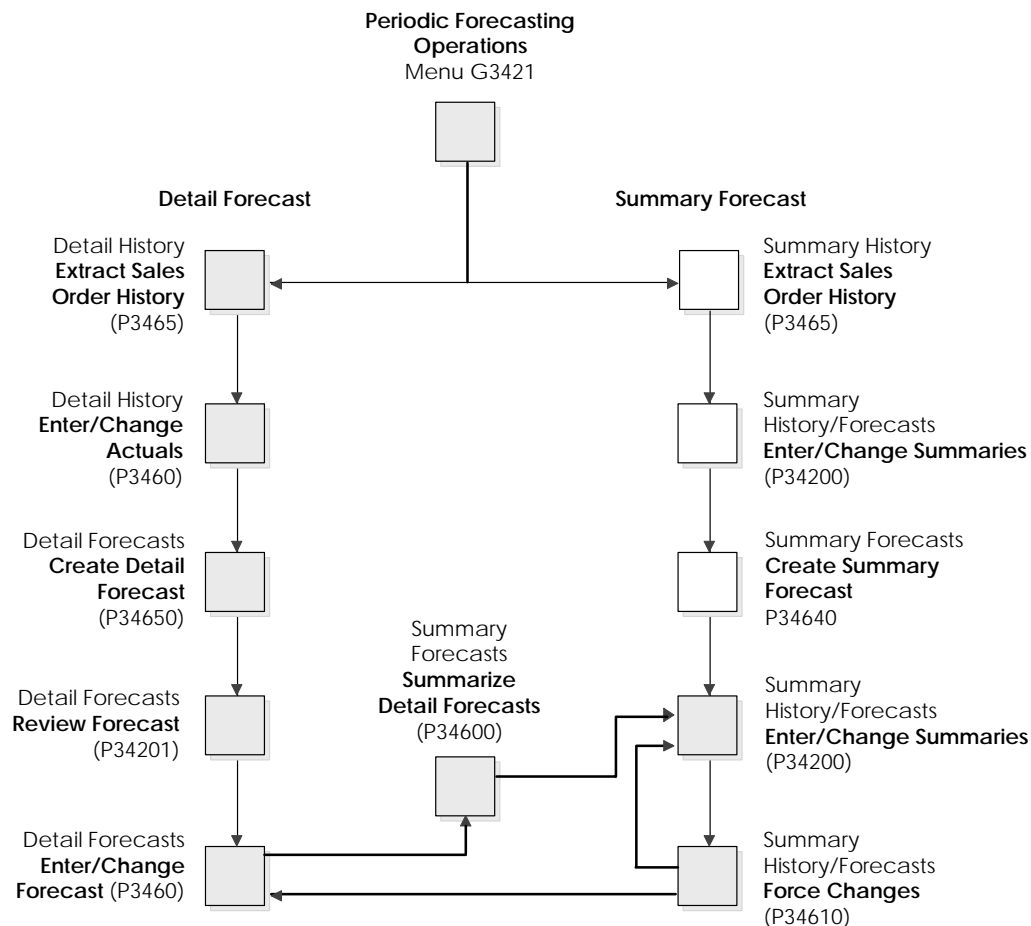 Periodic Forecasting
Operations
Menu G3421
Detail Forecast
Summary Forecast
Detail History
Extract Sales
Order History
(P3465)
Summary History
Extract Sales
Order History
(P3465)
Detail History
Enter/Change
Actuals
(P3460)
Summary
History/Forecasts
Enter/Change Summaries
(P34200)
Detail Forecasts
Create Detail
Forecast
(P34650)
Summary Forecasts
Create Summary
Forecast
P34640
Summary
Forecasts
Summarize
Detail Forecasts
(P34600)
Detail Forecasts
Review Forecast
(P34201)
Summary
History/Forecasts
Enter/Change Summaries
(P34200)
Detail Forecasts
Enter/Change
Forecast (P3460)
Summary
History/Forecasts
Force Changes
(P34610)